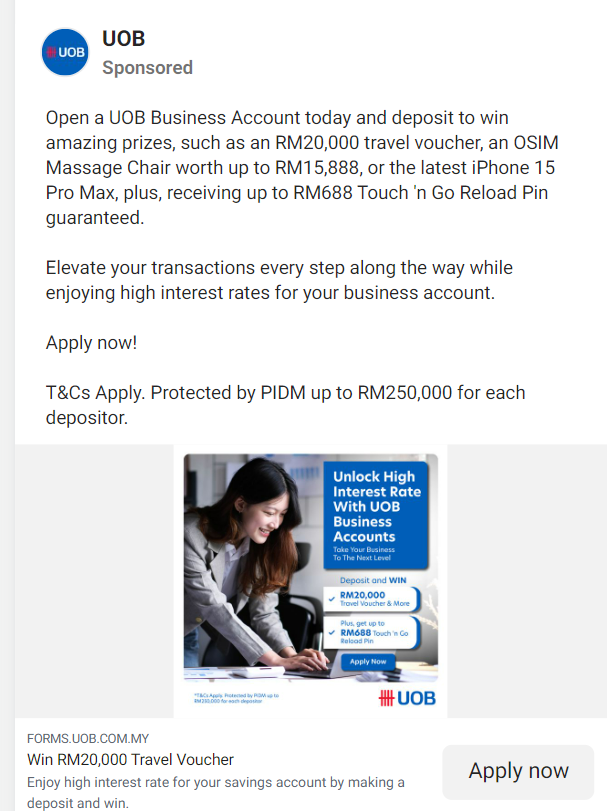 UOB
UOB
Sponsored
Open a UOB Business Account today and deposit to win
amazing prizes, such as an RM20,000 travel voucher, an OSIM
Massage Chair worth up to RM15,888, or the latest iPhone 15
Pro Max, plus, receiving up to RM688 Touch 'n Go Reload Pin
guaranteed.
Elevate your transactions every step along the way while
enjoying high interest rates for your business account.
Apply now!
T&Cs Apply. Protected by PIDM up to RM250,000 for each
depositor.
Unlock High
Interest Rate
With UOB
Business
Accounts
Take Your Business
To The Next Level
Deposit and WIN
RM20,000
Travel Voucher & More
Plus, get up to
RM688 Touch 'n Go
Reload Pin
Apply Now
*T&Cs Apply. Protected by PIDM up to
RM250,000 for each depositor
UOB
FORMS.UOB.COM.MY
Win RM20,000 Travel Voucher
Enjoy high interest rate for your savings account by making a
deposit and win.
Apply now